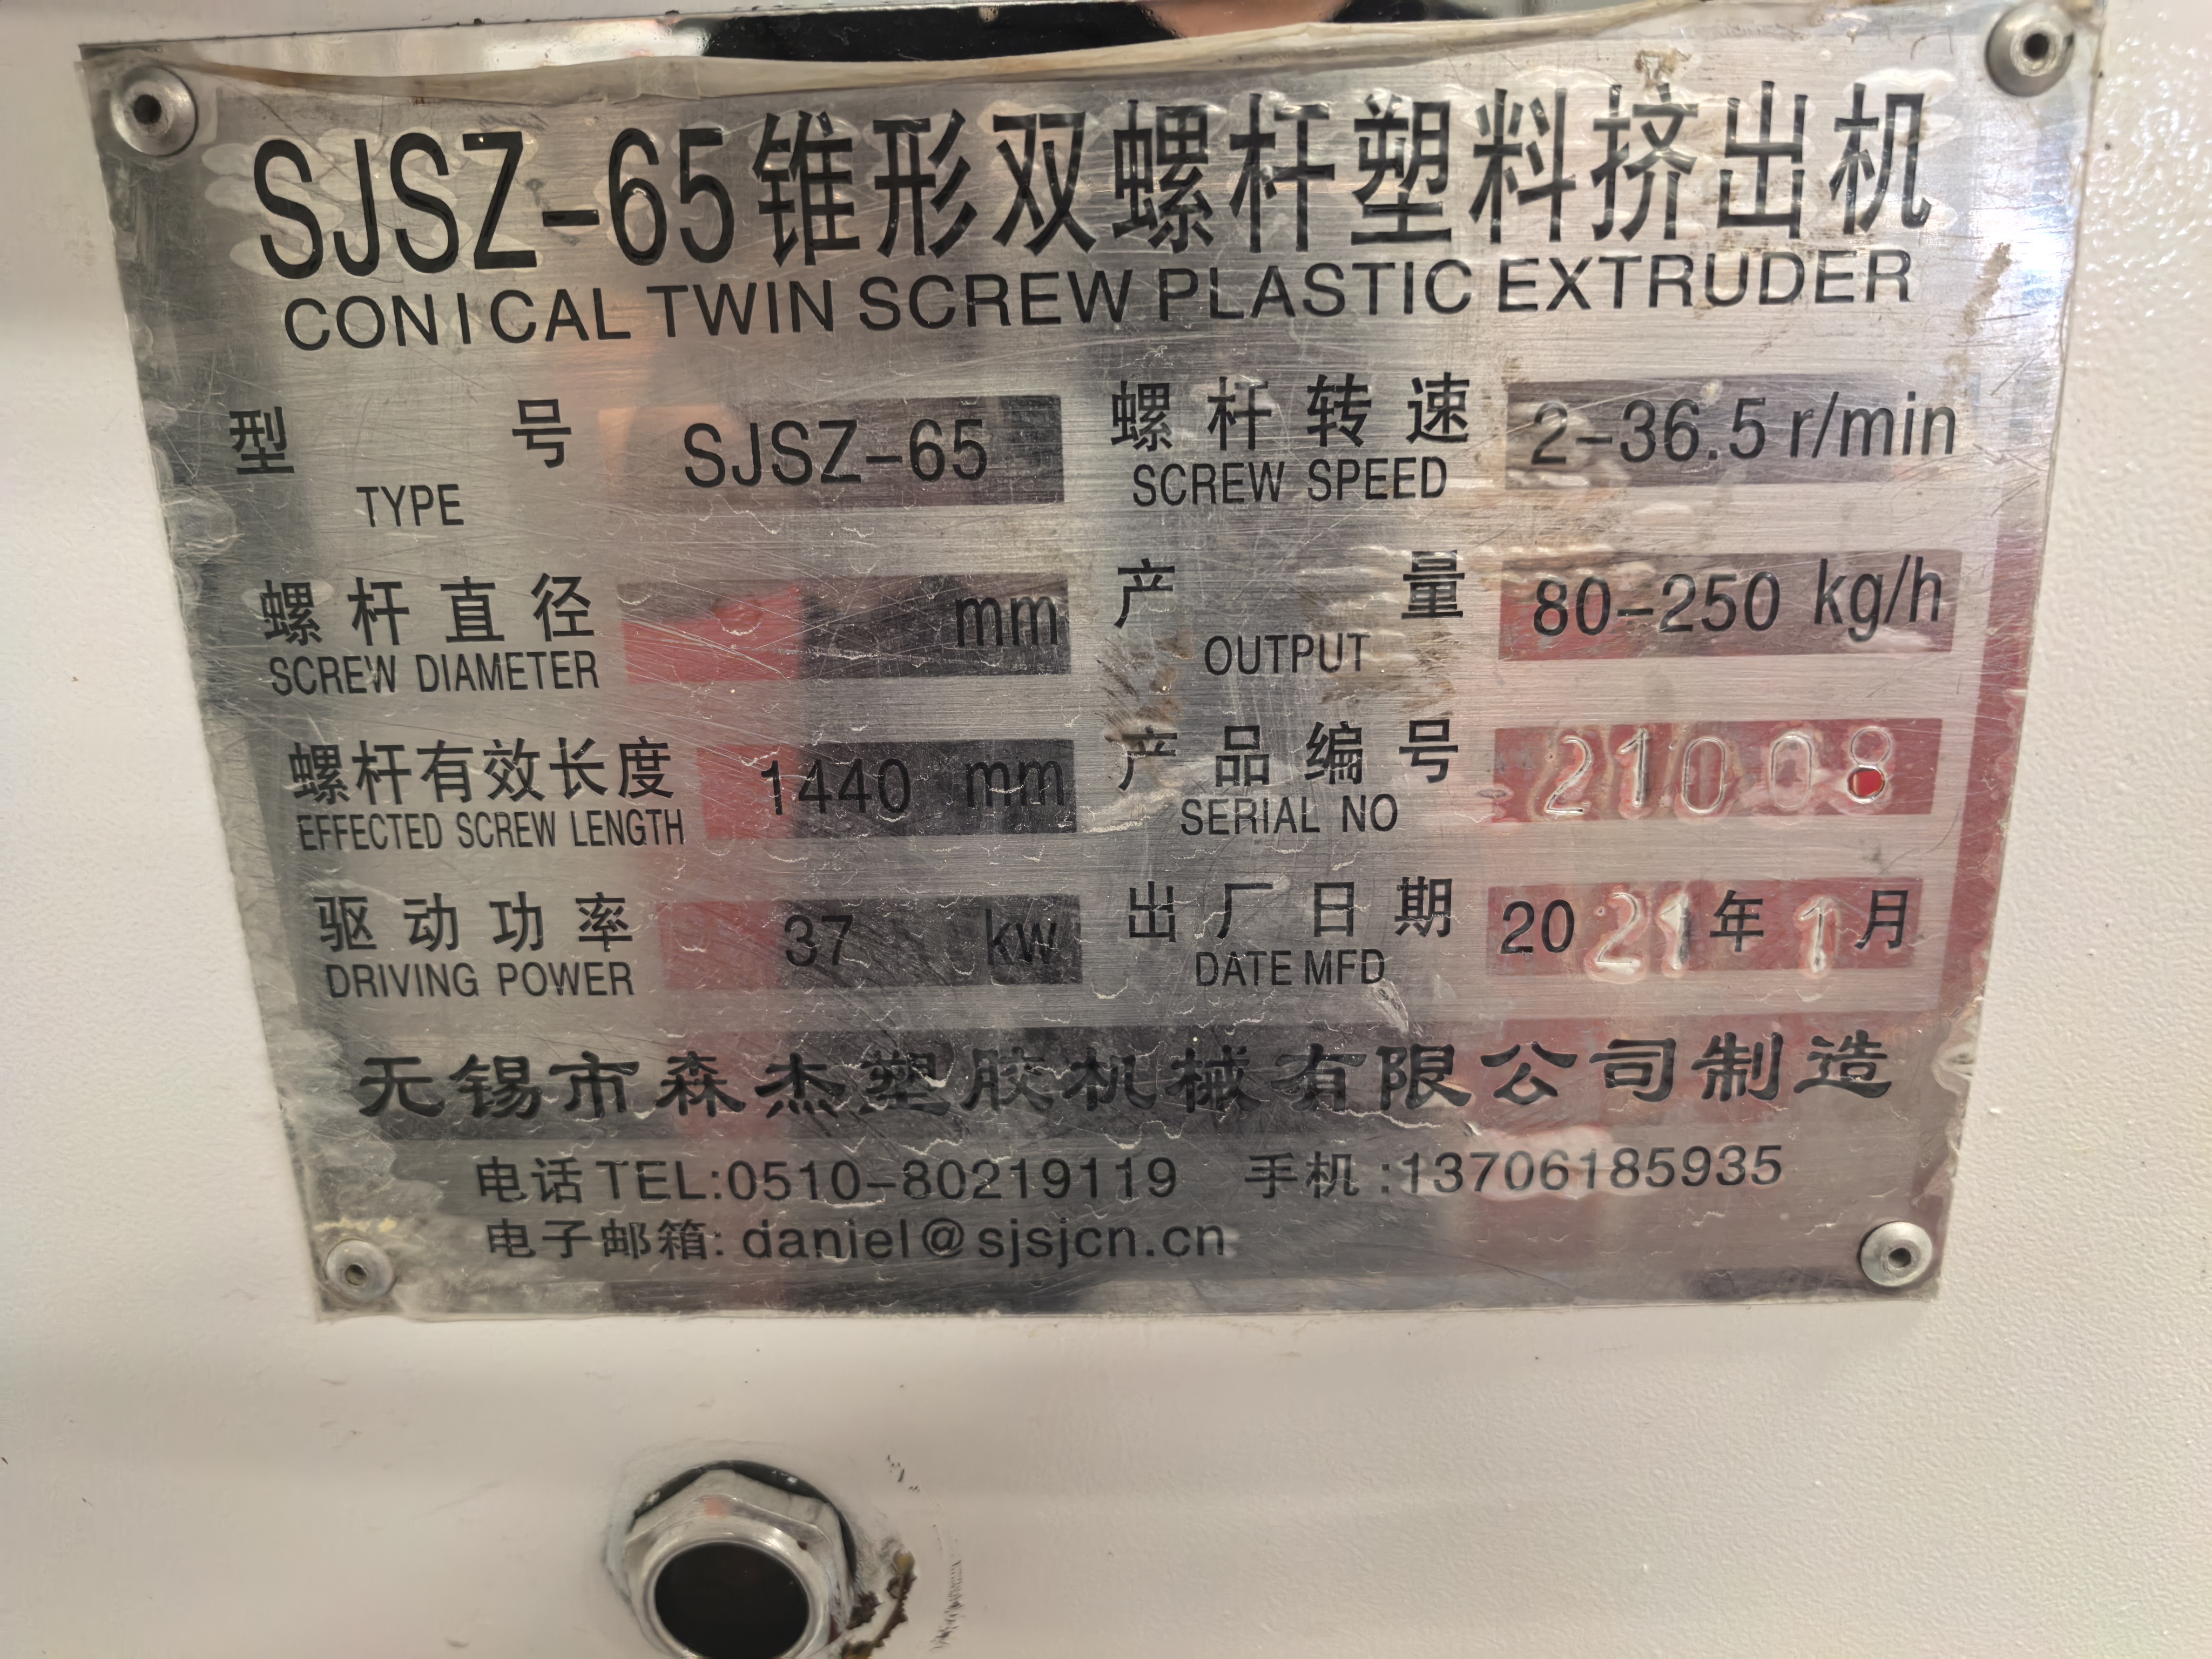 SJSZ-65锥形双螺杆塑料挤出机
CONICAL TWIN SCREW PLASTIC EXTRUDER
型号 SJSZ-65 螺杆转速 2-36.5 r/min
TYPE SCREW SPEED
螺杆直径 mm 产量 80-250 kg/h
SCREW DIAMETER OUTPUT
螺杆有效长度 1440 mm 产品编号 21008
EFFECTED SCREW LENGTH SERIAL NO
驱动功率 37 kw 出厂日期 2021年1月
DRIVING POWER DATE MFD
无锡市森杰塑胶机械有限公司制造
电话TEL:0510-80219119 手机:13706185935
电子邮箱: daniel@sjsjcn.cn